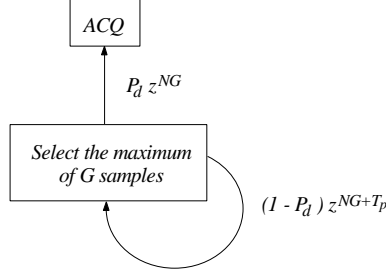 ACQ
P_d z^{NG}
Select the maximum
of G samples
(1 - P_d ) z^{NG+T_p}